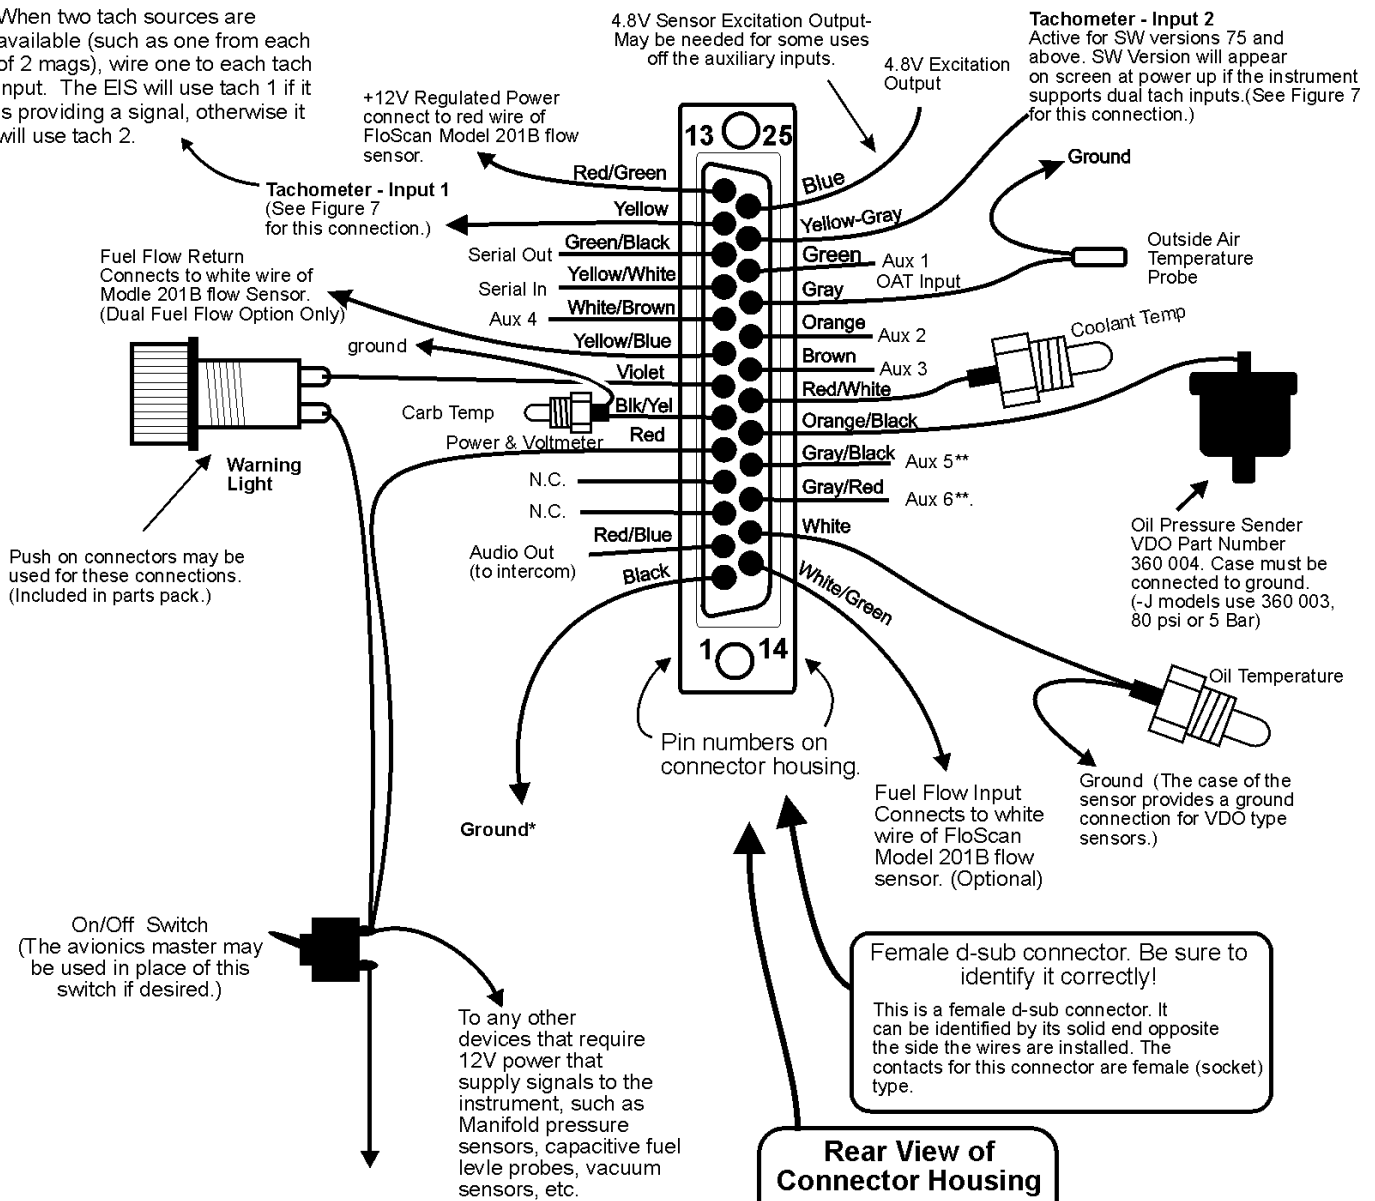 When two tach sources are
available (such as one from each
of 2 mags), wire one to each tach
input. The EIS will use tach 1 if it
is providing a signal, otherwise it
will use tach 2.
+12V Regulated Power
connect to red wire of
FloScan Model 201B flow
sensor.
4.8V Sensor Excitation Output-
May be needed for some uses
off the auxiliary inputs.
4.8V Excitation
Output
Tachometer - Input 2
Active for SW versions 75 and
above. SW Version will appear
on screen at power up if the instrument
supports dual tach inputs.(See Figure 7
for this connection.)
Tachometer - Input 1
(See Figure 7
for this connection.)
Fuel Flow Return
Connects to white wire of
Modle 201B flow Sensor.
(Dual Fuel Flow Option Only)
13
25
Red/Green
Yellow
Green/Black
Serial Out
Yellow/White
Serial In
White/Brown
Aux 4
Yellow/Blue
ground
Violet
Carb Temp
Blk/Yel
Power & Voltmeter
Red
N.C.
N.C.
Red/Blue
Audio Out
(to intercom)
Black
1
14
Blue
Yellow-Gray
Green
Aux 1
OAT Input
Gray
Orange
Aux 2
Brown
Aux 3
Red/White
Orange/Black
Gray/Black
Aux 5**
Gray/Red
Aux 6**.
White
White/Green
Ground
Outside Air
Temperature
Probe
Coolant Temp
Warning
Light
Push on connectors may be
used for these connections.
(Included in parts pack.)
Oil Pressure Sender
VDO Part Number
360 004. Case must be
connected to ground.
(-J models use 360 003,
80 psi or 5 Bar)
Oil Temperature
Ground (The case of the
sensor provides a ground
connection for VDO type
sensors.)
Pin numbers on
connector housing.
Fuel Flow Input
Connects to white
wire of FloScan
Model 201B flow
sensor. (Optional)
Ground*
On/Off Switch
(The avionics master may
be used in place of this
switch if desired.)
To any other
devices that require
12V power that
supply signals to the
instrument, such as
Manifold pressure
sensors, capacitive fuel
levle probes, vacuum
sensors, etc.
Female d-sub connector. Be sure to
identify it correctly!
This is a female d-sub connector. It
can be identified by its solid end opposite
the side the wires are installed. The
contacts for this connector are female (socket)
type.
Rear View of
Connector Housing